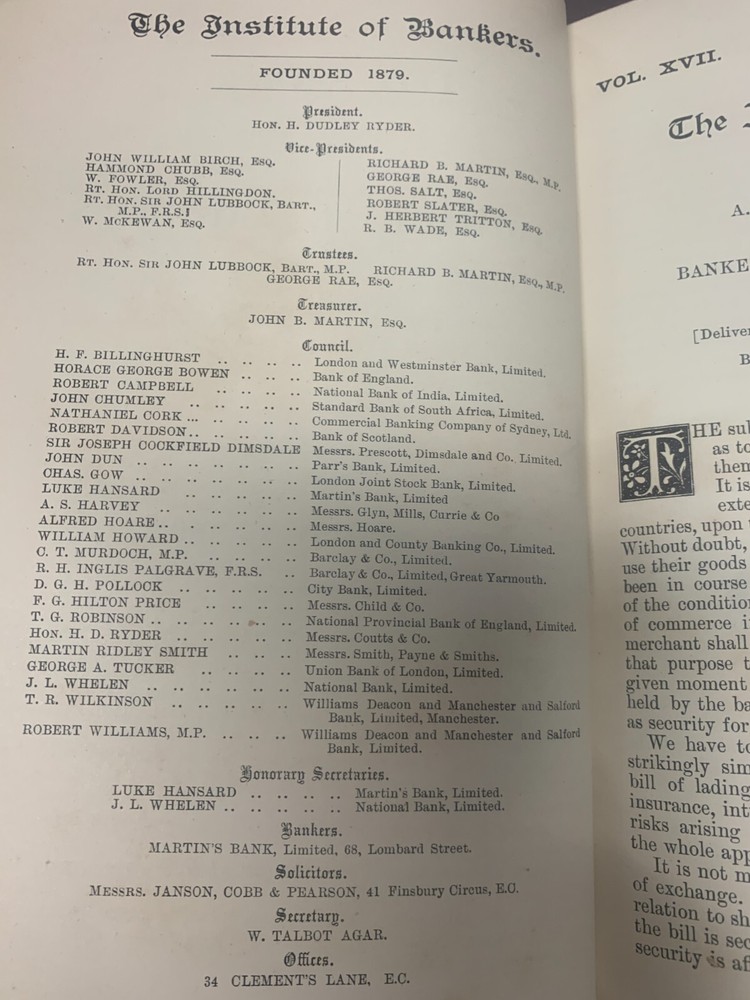 The Institute of Bankers.
FOUNDED 1879.
President.
HON. H. DUDLEY RYDER.
Vice-Presidents.
JOHN WILLIAM BIRCH, ESQ.
HAMMOND CHUBB, ESQ.
W. FOWLER, ESQ.
RT. HON. LORD HILLINGDON.
RT. HON. SIR JOHN LUBBOCK, BART.,
M.P., F.R.S.
W. MCKEWAN, ESQ.
RICHARD B. MARTIN, ESQ., M.P.
GEORGE RAE, ESQ.
THOS. SALT, ESQ.
ROBERT SLATER, ESQ.
J. HERBERT TRITTON, ESQ.
R. B. WADE, ESQ.
Trustees.
RT. HON. SIR JOHN LUBBOCK, BART., M.P. RICHARD B. MARTIN, ESQ., M.P.
GEORGE RAE, ESQ.
Treasurer.
JOHN B. MARTIN, ESQ.
Council.
H. F. BILLINGHURST .. .. .. .. London and Westminster Bank, Limited.
HORACE GEORGE BOWEN .. .. .. Bank of England.
ROBERT CAMPBELL .. .. .. .. National Bank of India, Limited.
JOHN CHUMLEY .. .. .. .. .. Standard Bank of South Africa, Limited.
NATHANIEL CORK ... .. .. .. .. Commercial Banking Company of Sydney, Ltd.
ROBERT DAVIDSON.. .. .. .. .. Bank of Scotland.
SIR JOSEPH COCKFIELD DIMSDALE Messrs. Prescott, Dimsdale and Co. Limited.
JOHN DUN .. .. .. .. .. .. Parr's Bank, Limited.
CHAS. GOW .. .. .. .. .. .. London Joint Stock Bank, Limited.
LUKE HANSARD .. .. .. .. Martin's Bank, Limited
A. S. HARVEY .. .. .. .. .. Messrs. Glyn, Mills, Currie & Co
ALFRED HOARE .. .. .. .. .. Messrs. Hoare.
WILLIAM HOWARD .. .. .. .. London and County Banking Co., Limited.
C. T. MURDOCH, M.P. .. .. .. .. Barclay & Co., Limited.
R. H. INGLIS PALGRAVE, F.R.S. .. Barclay & Co., Limited, Great Yarmouth.
D. G. H. POLLOCK .. .. .. .. .. City Bank, Limited.
F. G. HILTON PRICE .. .. .. .. Messrs. Child & Co.
T. G. ROBINSON .. .. .. .. .. National Provincial Bank of England, Limited.
HON. H. D. RYDER .. .. .. .. .. Messrs. Coutts & Co.
MARTIN RIDLEY SMITH .. .. .. Messrs. Smith, Payne & Smiths.
GEORGE A. TUCKER .. .. .. .. Union Bank of London, Limited.
J. L. WHELEN .. .. .. .. .. .. National Bank, Limited.
T. R. WILKINSON .. .. .. .. .. Williams Deacon and Manchester and Salford
Bank, Limited, Manchester.
ROBERT WILLIAMS, M.P. .. .. .. Williams Deacon and Manchester and Salford
Bank, Limited.
Honorary Secretaries.
LUKE HANSARD .. .. .. .. .. Martin's Bank, Limited.
J. L. WHELEN .. .. .. .. .. National Bank, Limited.
Bankers.
MARTIN'S BANK, Limited, 68, Lombard Street.
Solicitors.
MESSRS. JANSON, COBB & PEARSON, 41 Finsbury Circus, E.C.
Secretary.
W. TALBOT AGAR.
Offices.
34 CLEMENT'S LANE, E.C.
VOL. XVII.
The
A.
BANKE
[Deliver
B
THE sub
as to
them
It is
exte
countries, upon
Without doubt,
use their goods
been in course
of the condition
of commerce i
merchant shall
that purpose t
given moment
held by the ba
as security for
We have to
strikingly sim
bill of lading
insurance, int
risks arising
the whole app
It is not m
of exchange.
relation to sh
the bill is sec
security is af